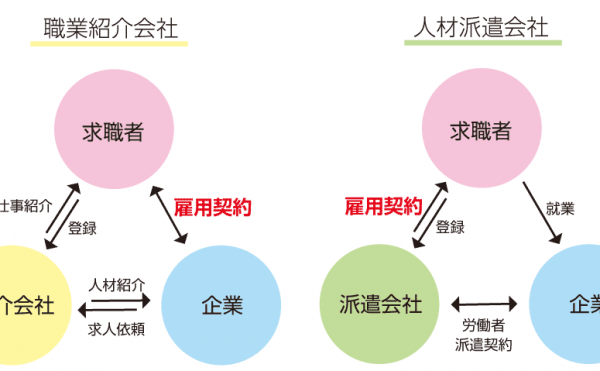 職業紹介会社
求職者
仕事紹介
登録
雇用契約
人材紹介
求人依頼
介会社
企業
人材派遣会社
求職者
雇用契約
登録
就業
派遣会社
労働者
派遣契約
企業